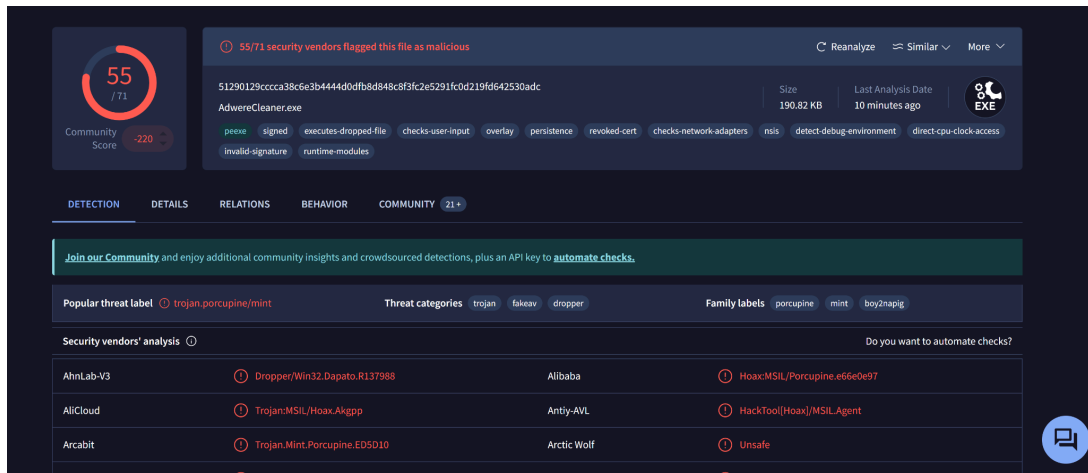 55
/ 71
Community
Score
-220
55/71 security vendors flagged this file as malicious
Reanalyze
Similar
More
51290129cccca38c6e3b4444d0dfb8d848c8f3fc2e5291fc0d219fd642530adc
AdwereCleaner.exe
Size
190.82 KB
Last Analysis Date
10 minutes ago
EXE
peexe signed executes-dropped-file checks-user-input overlay persistence revoked-cert checks-network-adapters nsis detect-debug-environment direct-cpu-clock-access
invalid-signature runtime-modules
DETECTION DETAILS RELATIONS BEHAVIOR COMMUNITY 21+
Join our Community and enjoy additional community insights and crowdsourced detections, plus an API key to automate checks.
Popular threat label trojan.porcupine/mint Threat categories trojan fakeav dropper Family labels porcupine mint boy2napig
Security vendors' analysis Do you want to automate checks?
AhnLab-V3 Dropper/Win32.Dapato.R137988 Alibaba Hoax:MSIL/Porcupine.e66e0e97
AliCloud Trojan:MSIL/Hoax.Akgpp Antiy-AVL HackTool[Hoax]/MSIL.Agent
Arcabit Trojan.Mint.Porcupine.ED5D10 Arctic Wolf Unsafe